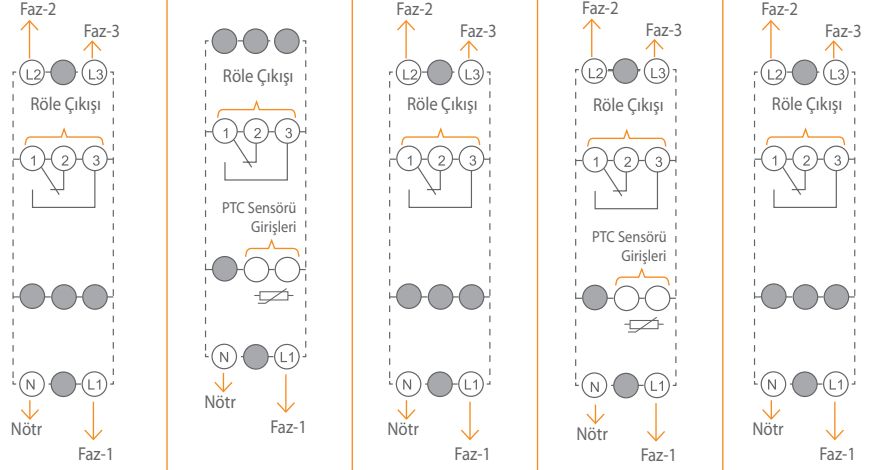 Faz-2
Faz-3
L2
L3
Röle Çıkışı
1 2 3
N
L1
Nötr
Faz-1
Röle Çıkışı
1 2 3
PTC Sensörü
Girişleri
N
L1
Nötr
Faz-1
Faz-2
Faz-3
L2
L3
Röle Çıkışı
1 2 3
N
L1
Nötr
Faz-1
Faz-2
Faz-3
L2
L3
Röle Çıkışı
1 2 3
PTC Sensörü
Girişleri
N
L1
Nötr
Faz-1
Faz-2
Faz-3
L2
L3
Röle Çıkışı
1 2 3
N
L1
Nötr
Faz-1